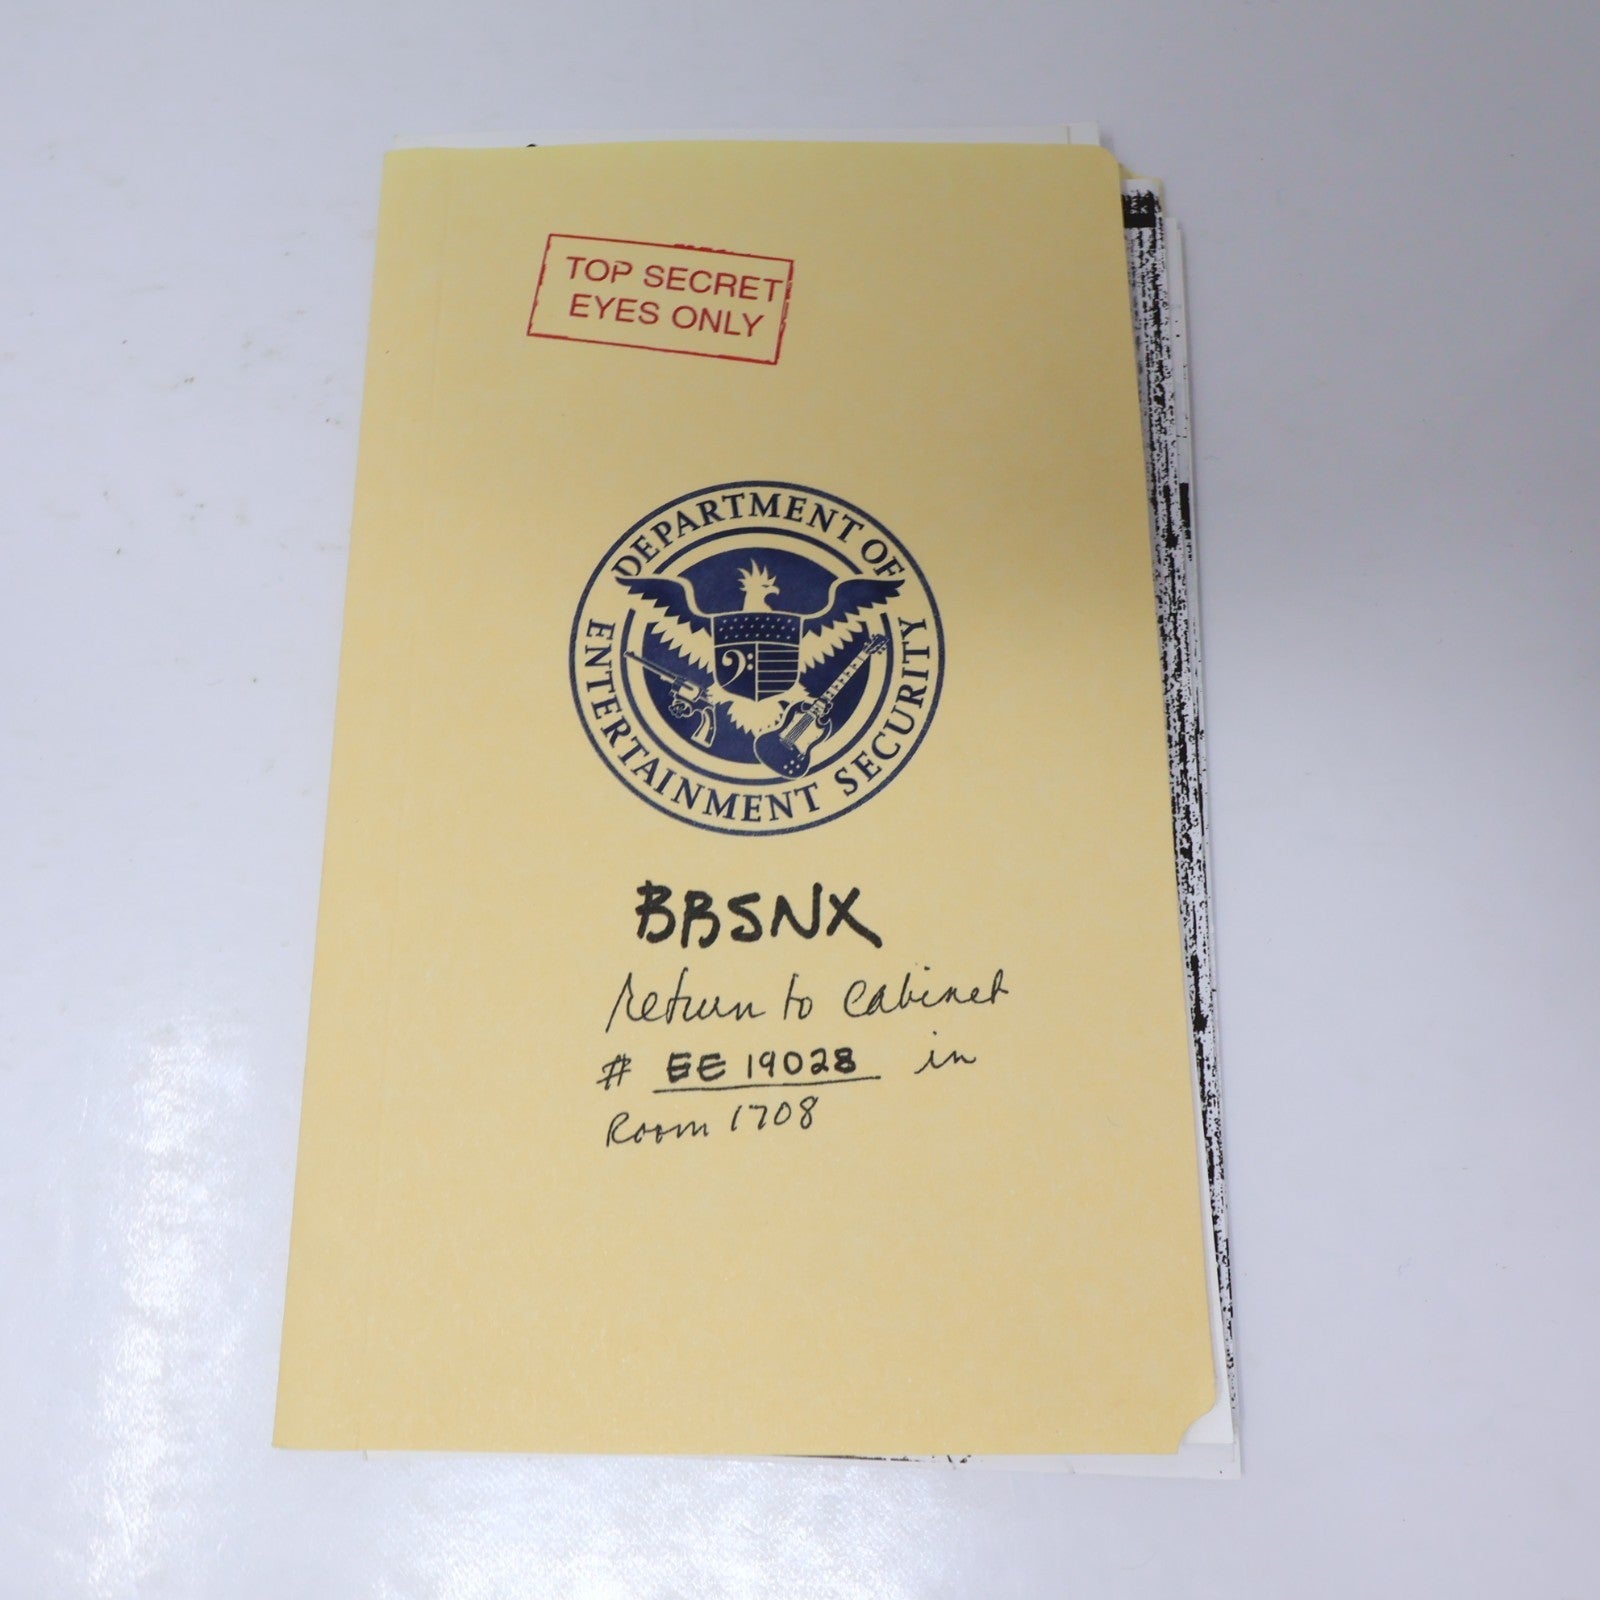 TOP SECRET
EYES ONLY
DEPARTMENT OF
ENTERTAINMENT SECURITY
BBSNX
Return to cabinet
# EE 19028 in
Room 1708